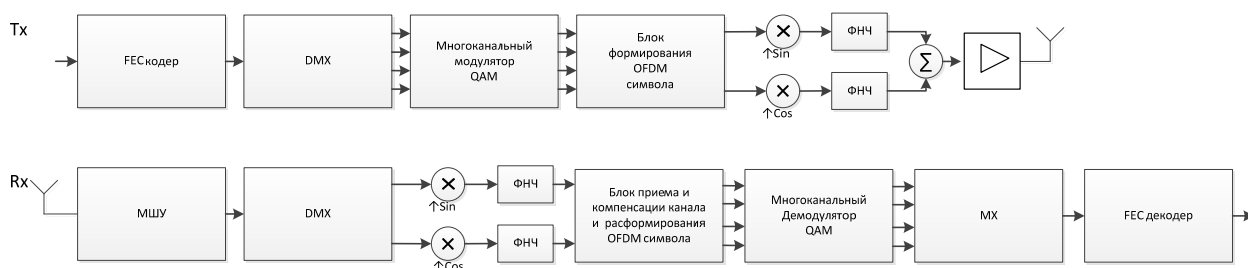 Tx
FEC кодер
DMX
Многоканальный
модулятор
QAM
Блок
формирования
OFDM
символа
↑Sin
↑Cos
ФНЧ
ФНЧ
Σ
Rx
МШУ
DMX
↑Sin
↑Cos
ФНЧ
ФНЧ
Блок приема и
компенсации канала
и расформирования
OFDM символа
Многоканальный
Демодулятор
QAM
MX
FEC декодер